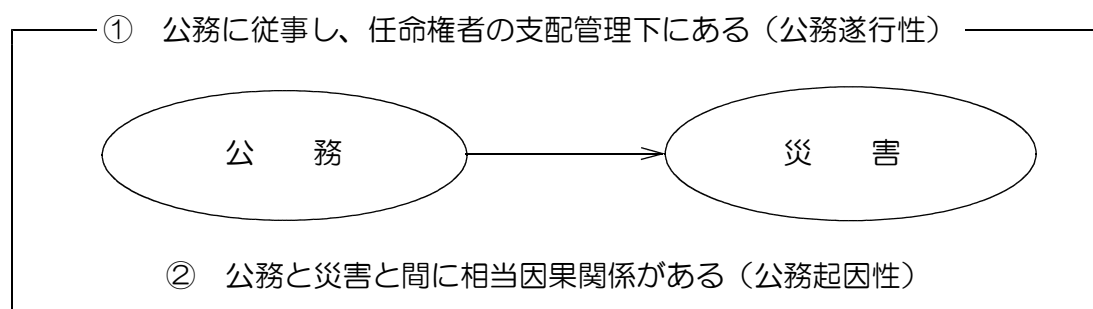 ① 公務に従事し、任命権者の支配管理下にある（公務遂行性）
公 務
災 害
② 公務と災害と間に相当因果関係がある（公務起因性）